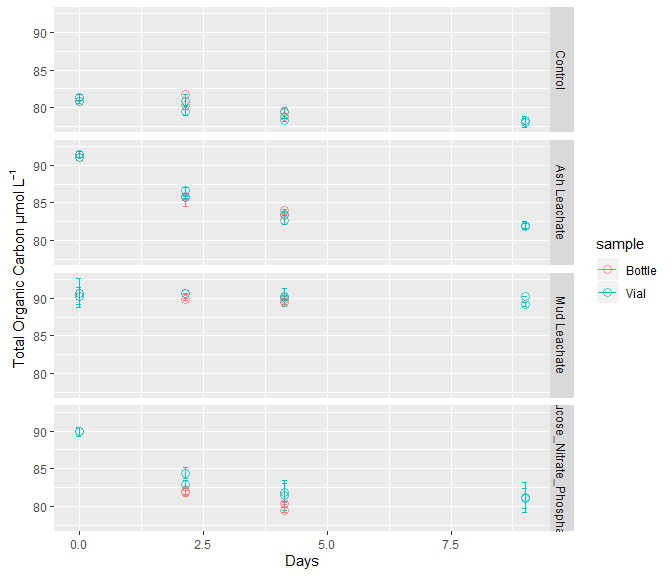 Total Organic Carbon μmol L⁻¹
90
85
80
Control
90
85
80
Ash Leachate
90
85
80
Mud Leachate
90
85
80
ucose_Nitrate_Phospha
0.0 2.5 5.0 7.5
Days
sample
Bottle
Vial